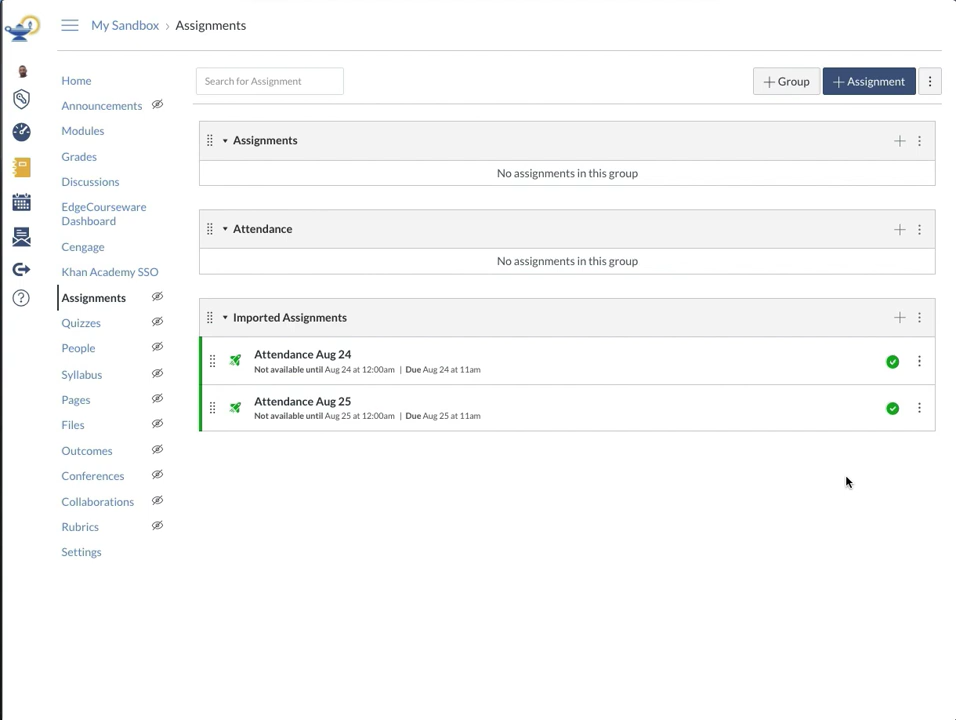 My Sandbox › Assignments
Home
Announcements
Modules
Grades
Discussions
EdgeCourseware
Dashboard
Cengage
Khan Academy SSO
Assignments
Quizzes
People
Syllabus
Pages
Files
Outcomes
Conferences
Collaborations
Rubrics
Settings
Search for Assignment
+ Group
+ Assignment
Assignments
No assignments in this group
Attendance
No assignments in this group
Imported Assignments
Attendance Aug 24
Not available until Aug 24 at 12:00am | Due Aug 24 at 11am
Attendance Aug 25
Not available until Aug 25 at 12:00am | Due Aug 25 at 11am